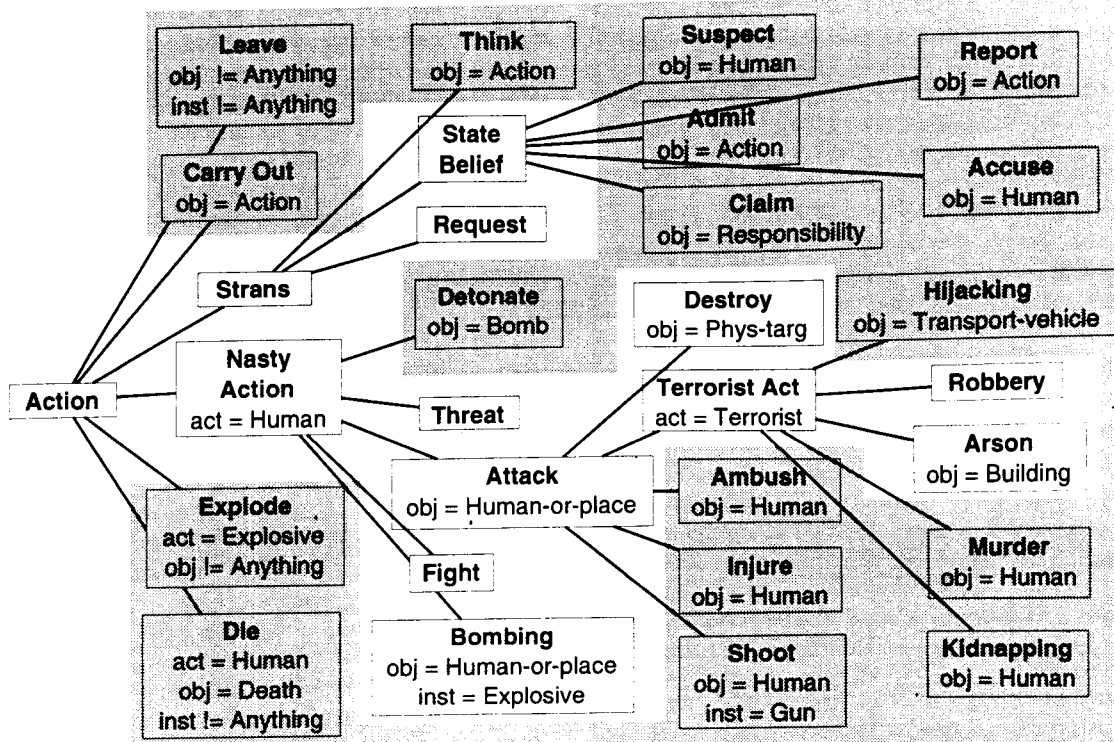 Leave
obj != Anything
inst != Anything
Think
obj = Action
Suspect
obj = Human
Report
obj = Action
State
Belief
Admit
obj = Action
Carry Out
obj = Action
Accuse
obj = Human
Claim
obj = Responsibility
Request
Strans
Detonate
obj = Bomb
Destroy
obj = Phys-targ
Hijacking
obj = Transport-vehicle
Nasty
Action
act = Human
Action
Threat
Terrorist Act
act = Terrorist
Robbery
Arson
obj = Building
Attack
obj = Human-or-place
Ambush
obj = Human
Explode
act = Explosive
obj != Anything
Fight
Injure
obj = Human
Murder
obj = Human
Die
act = Human
obj = Death
inst != Anything
Bombing
obj = Human-or-place
inst = Explosive
Shoot
obj = Human
inst = Gun
Kidnapping
obj = Human